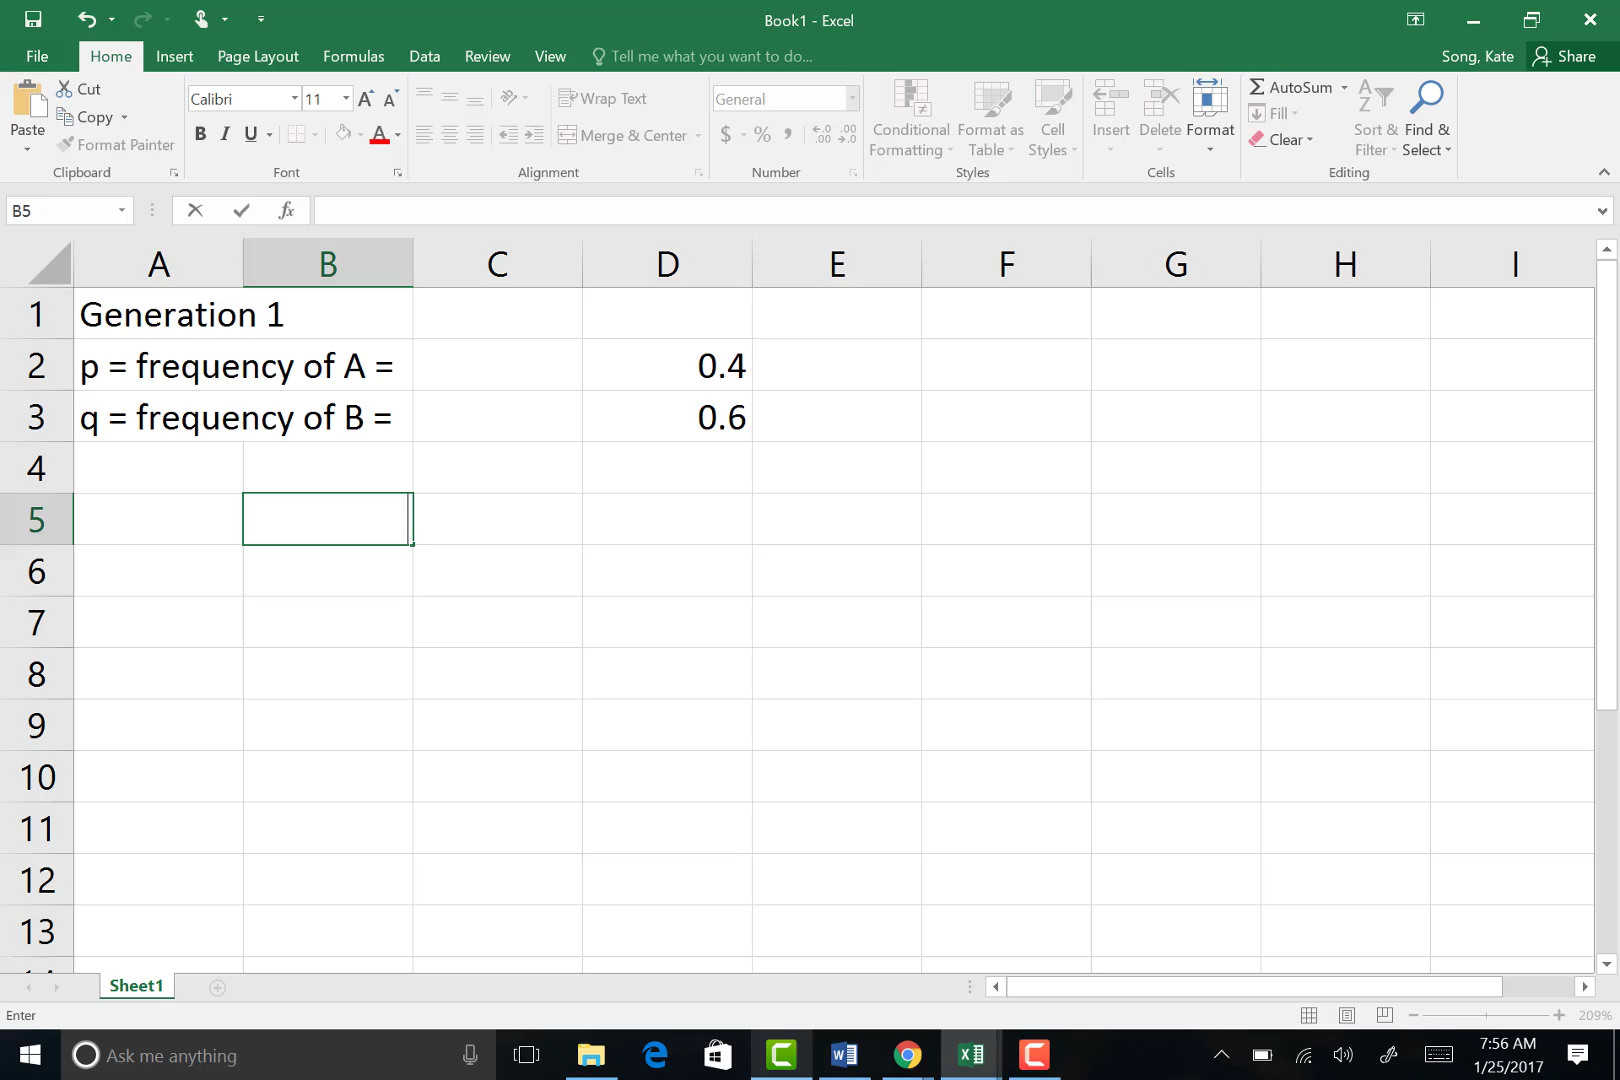 Book1 - Excel
File Home Insert Page Layout Formulas Data Review View Tell me what you want to do... Song, Kate Share
Paste
Cut
Copy
Format Painter
Clipboard
Calibri 11
B I U A
Font
Wrap Text
Merge & Center
Alignment
General
$ % ,
Number
Conditional Formatting
Format as Table
Cell Styles
Styles
Insert Delete Format
Cells
AutoSum
Fill
Clear
Sort & Filter
Find & Select
Editing
B5
fx
A B C D E F G H I
1 Generation 1
2 p = frequency of A = 0.4
3 q = frequency of B = 0.6
4
5
6
7
8
9
10
11
12
13
Sheet1
Enter
209%
Ask me anything
7:56 AM
1/25/2017